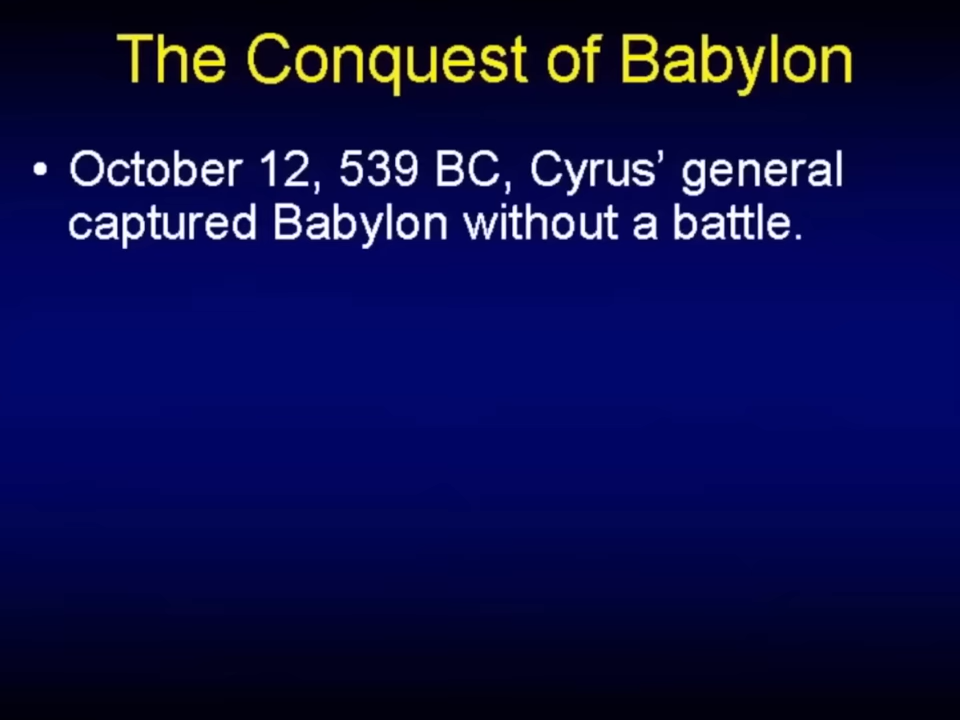 The Conquest of Babylon
• October 12, 539 BC, Cyrus’ general
captured Babylon without a battle.